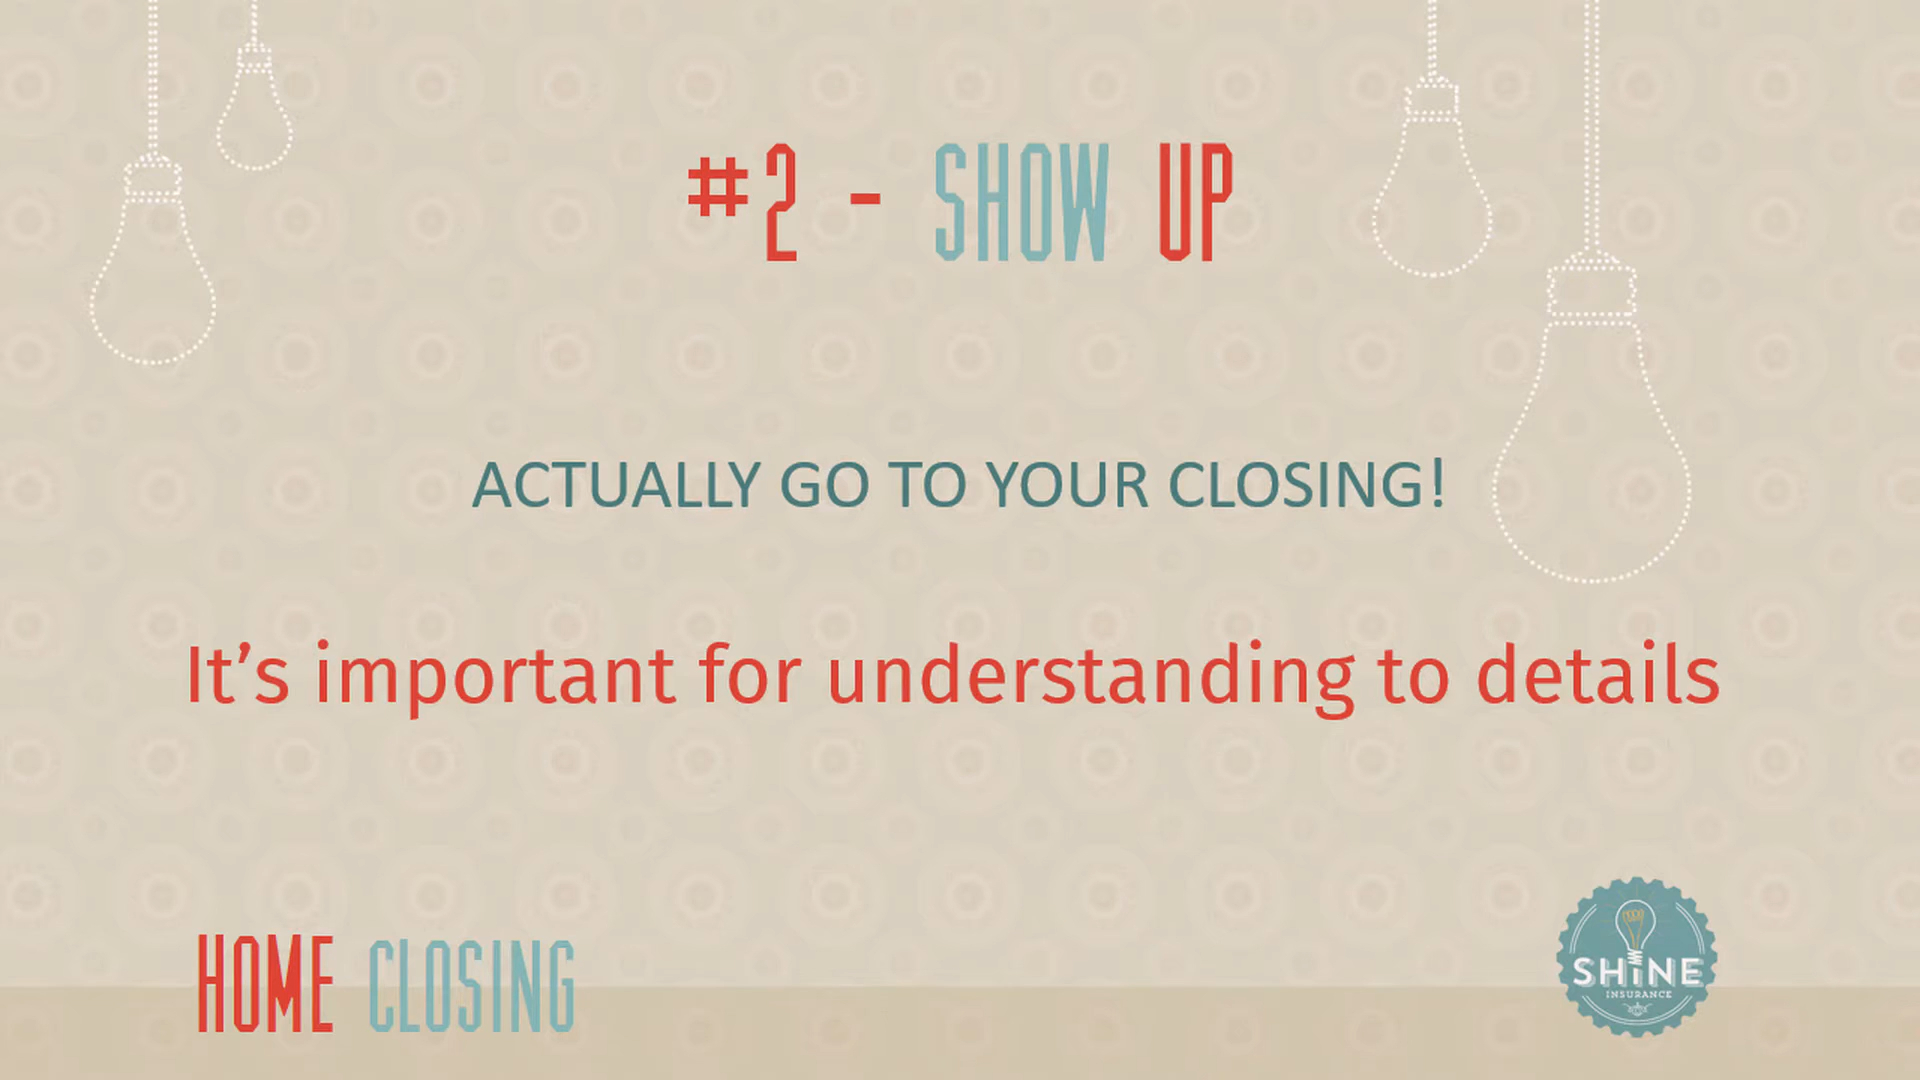 #2 - SHOW UP
ACTUALLY GO TO YOUR CLOSING!
It's important for understanding to details
HOME CLOSING
SHiNE
INSURANCE